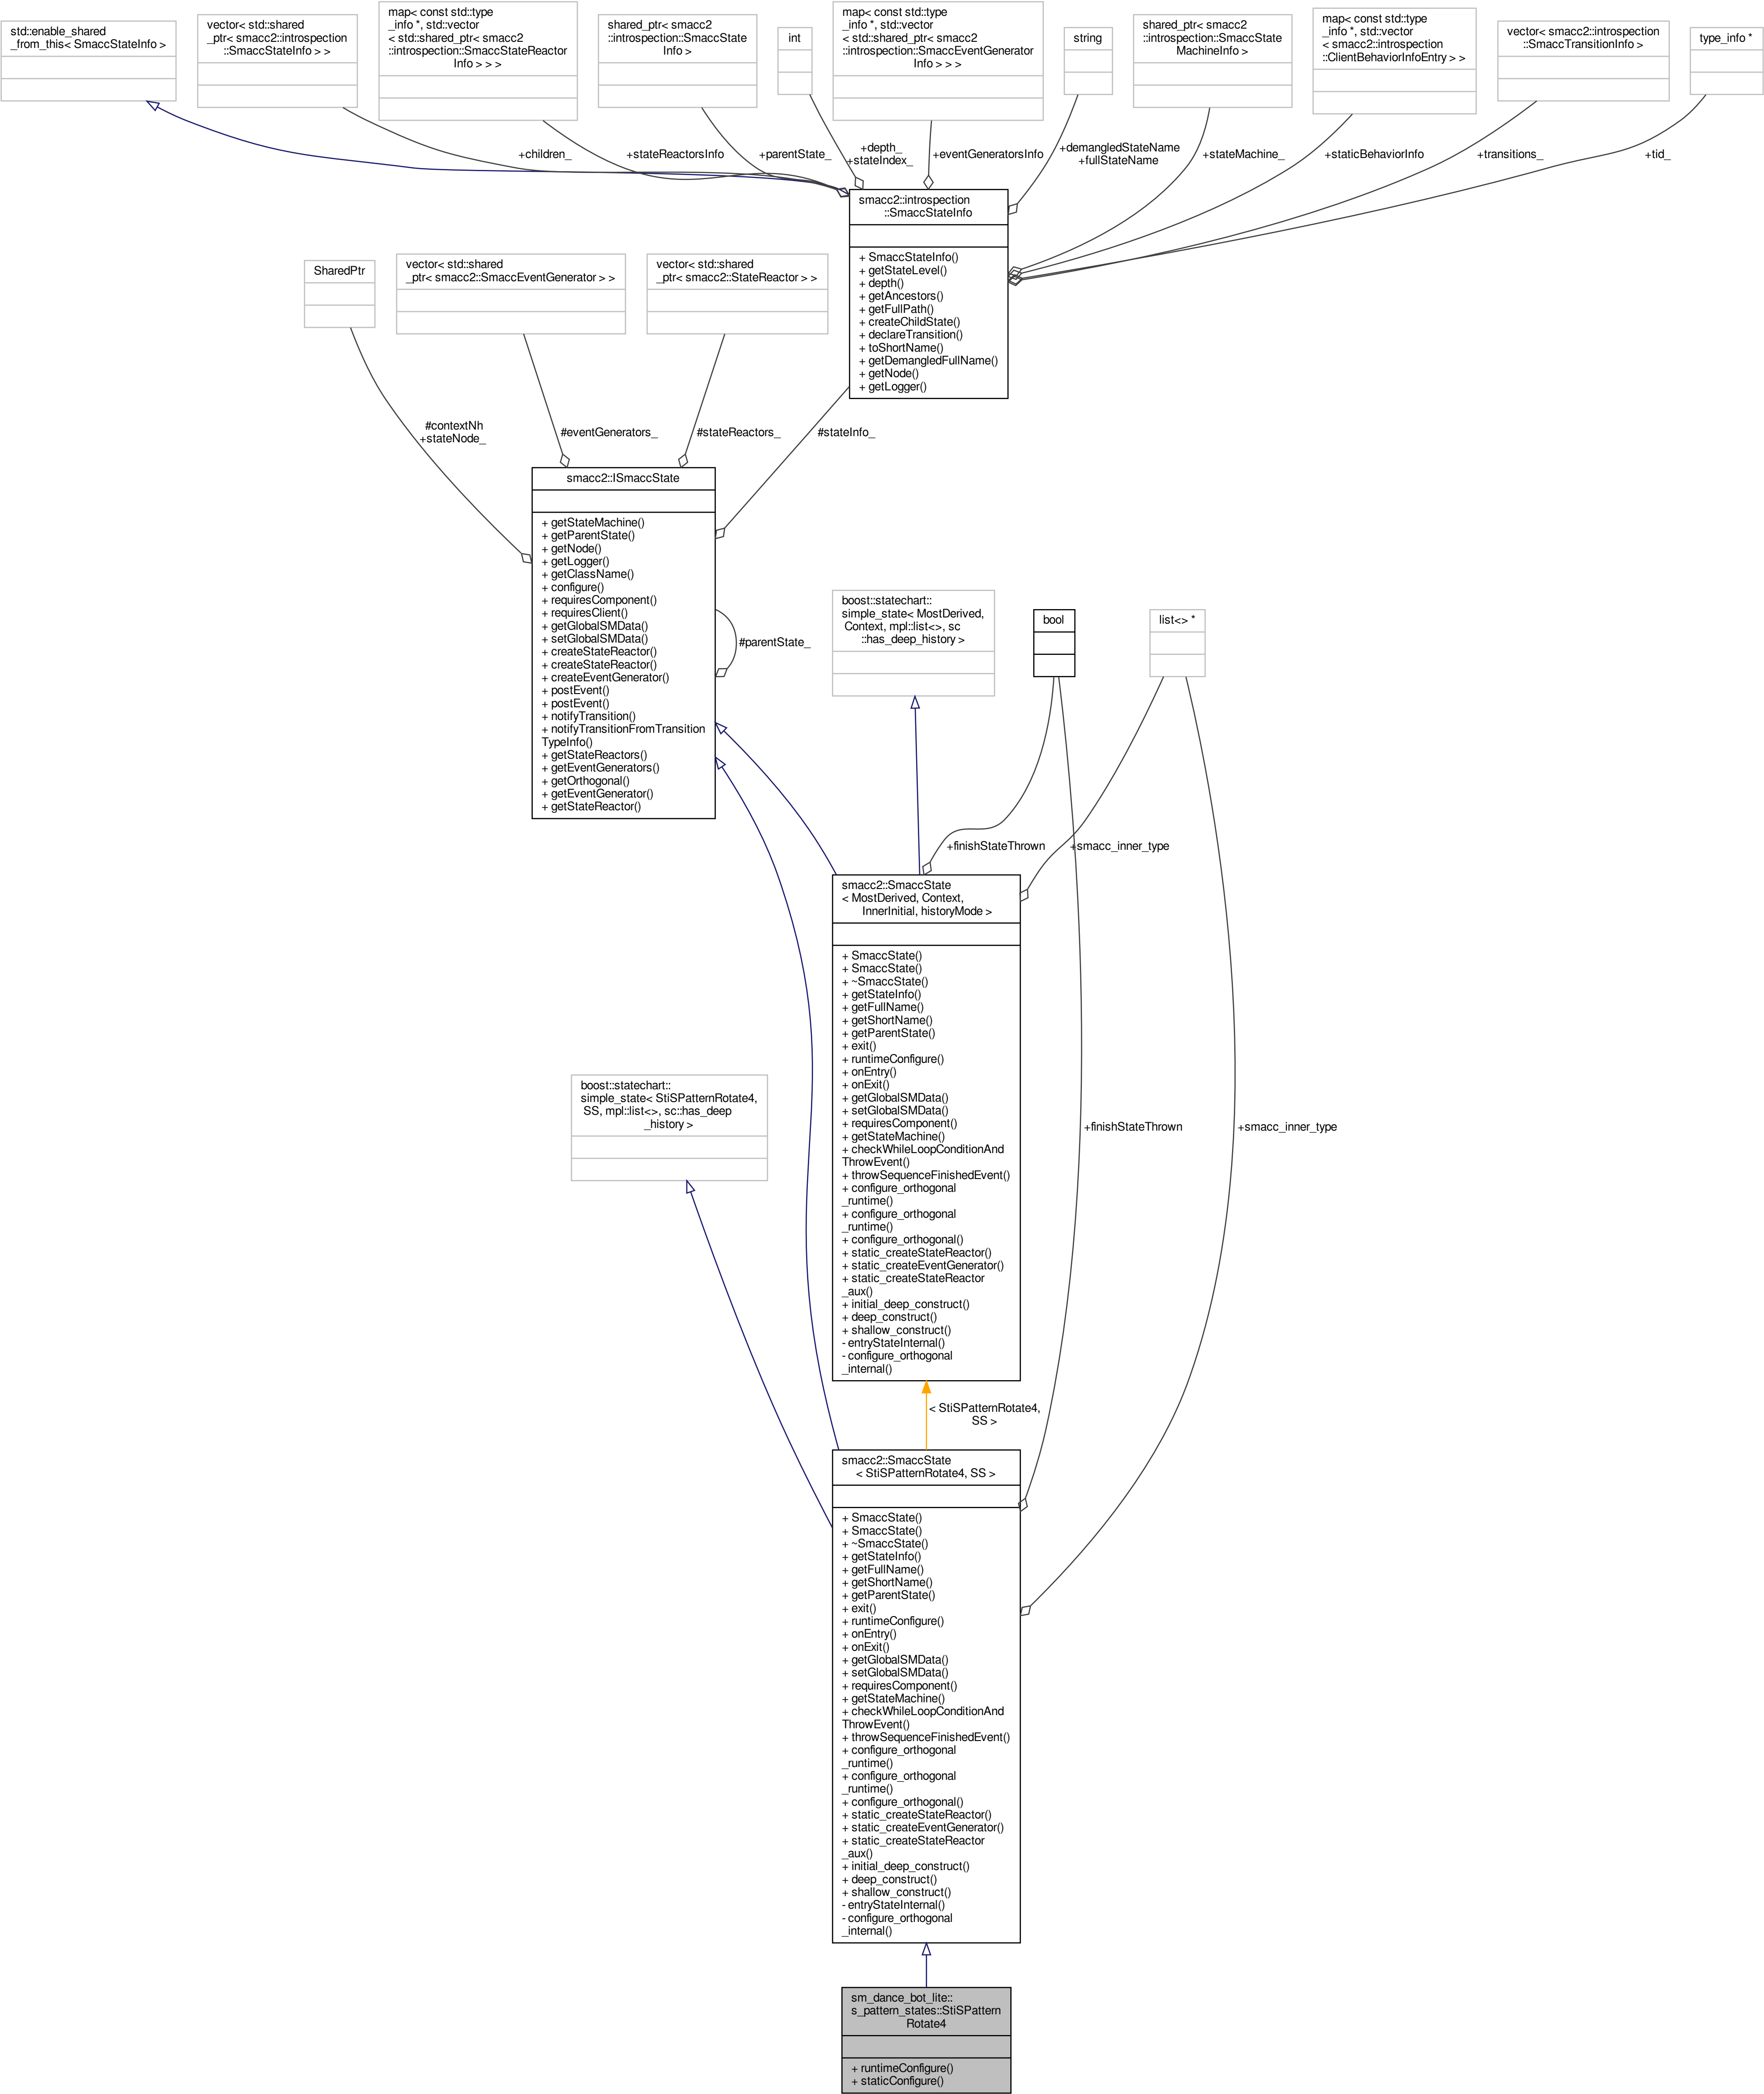 std::enable_shared
_from_this< SmaccStateInfo >
vector< std::shared
_ptr< smacc2::introspection
::SmaccStateInfo > >
map< const std::type
_info *, std::vector
< std::shared_ptr< smacc2
::introspection::SmaccStateReactor
Info > > >
shared_ptr< smacc2
::introspection::SmaccState
Info >
int
map< const std::type
_info *, std::vector
< std::shared_ptr< smacc2
::introspection::SmaccEventGenerator
Info > > >
string
shared_ptr< smacc2
::introspection::SmaccState
MachineInfo >
map< const std::type
_info *, std::vector
< smacc2::introspection
::ClientBehaviorInfoEntry > >
vector< smacc2::introspection
::SmaccTransitionInfo >
type_info *
+children_
+stateReactorsInfo
+parentState_
+depth_
+stateIndex_
+eventGeneratorsInfo
+demangledStateName
+fullStateName
+stateMachine_
+staticBehaviorInfo
+transitions_
+tid_
smacc2::introspection
::SmaccStateInfo
+ SmaccStateInfo()
+ getStateLevel()
+ depth()
+ getAncestors()
+ getFullPath()
+ createChildState()
+ declareTransition()
+ toShortName()
+ getDemangledFullName()
+ getNode()
+ getLogger()
SharedPtr
vector< std::shared
_ptr< smacc2::SmaccEventGenerator > >
vector< std::shared
_ptr< smacc2::StateReactor > >
#contextNh
+stateNode_
#eventGenerators_
#stateReactors_
#stateInfo_
smacc2::ISmaccState
+ getStateMachine()
+ getParentState()
+ getNode()
+ getLogger()
+ getClassName()
+ configure()
+ requiresComponent()
+ requiresClient()
+ getGlobalSMData()
+ setGlobalSMData()
+ createStateReactor()
+ createStateReactor()
+ createEventGenerator()
+ postEvent()
+ postEvent()
+ notifyTransition()
+ notifyTransitionFromTransition
TypeInfo()
+ getStateReactors()
+ getEventGenerators()
+ getOrthogonal()
+ getEventGenerator()
+ getStateReactor()
#parentState_
boost::statechart::
simple_state< MostDerived,
Context, mpl::list<>, sc
::has_deep_history >
bool
list<> *
+finishStateThrown
+smacc_inner_type
smacc2::SmaccState
< MostDerived, Context,
InnerInitial, historyMode >
+ SmaccState()
+ SmaccState()
+ ~SmaccState()
+ getStateInfo()
+ getFullName()
+ getShortName()
+ getParentState()
+ exit()
+ runtimeConfigure()
+ onEntry()
+ onExit()
+ getGlobalSMData()
+ setGlobalSMData()
+ requiresComponent()
+ getStateMachine()
+ checkWhileLoopConditionAnd
ThrowEvent()
+ throwSequenceFinishedEvent()
+ configure_orthogonal
_runtime()
+ configure_orthogonal
_runtime()
+ configure_orthogonal()
+ static_createStateReactor()
+ static_createEventGenerator()
+ static_createStateReactor
_aux()
+ initial_deep_construct()
+ deep_construct()
+ shallow_construct()
- entryStateInternal()
- configure_orthogonal
_internal()
boost::statechart::
simple_state< StiSPatternRotate4,
SS, mpl::list<>, sc::has_deep
_history >
+finishStateThrown
+smacc_inner_type
< StiSPatternRotate4,
SS >
smacc2::SmaccState
< StiSPatternRotate4, SS >
+ SmaccState()
+ SmaccState()
+ ~SmaccState()
+ getStateInfo()
+ getFullName()
+ getShortName()
+ getParentState()
+ exit()
+ runtimeConfigure()
+ onEntry()
+ onExit()
+ getGlobalSMData()
+ setGlobalSMData()
+ requiresComponent()
+ getStateMachine()
+ checkWhileLoopConditionAnd
ThrowEvent()
+ throwSequenceFinishedEvent()
+ configure_orthogonal
_runtime()
+ configure_orthogonal
_runtime()
+ configure_orthogonal()
+ static_createStateReactor()
+ static_createEventGenerator()
+ static_createStateReactor
_aux()
+ initial_deep_construct()
+ deep_construct()
+ shallow_construct()
- entryStateInternal()
- configure_orthogonal
_internal()
sm_dance_bot_lite::
s_pattern_states::StiSPattern
Rotate4
+ runtimeConfigure()
+ staticConfigure()